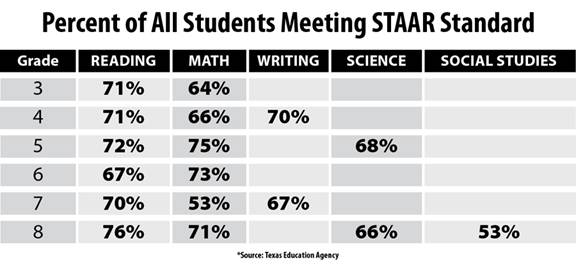 Percent of All Students Meeting STAAR Standard
Grade READING MATH WRITING SCIENCE SOCIAL STUDIES
3 71% 64%
4 71% 66% 70%
5 72% 75% 68%
6 67% 73%
7 70% 53% 67%
8 76% 71% 66% 53%
*Source: Texas Education Agency